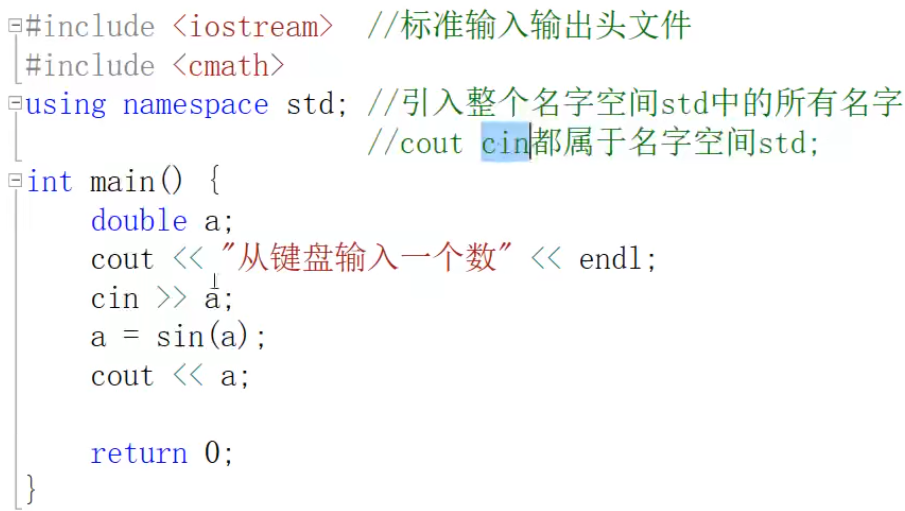 #include <iostream> //标准输入输出头文件
#include <cmath>
using namespace std; //引入整个名字空间std中的所有名字
//cout cin都属于名字空间std;
int main() {
double a;
cout << "从键盘输入一个数" << endl;
cin >> a;
a = sin(a);
cout << a;
return 0;
}